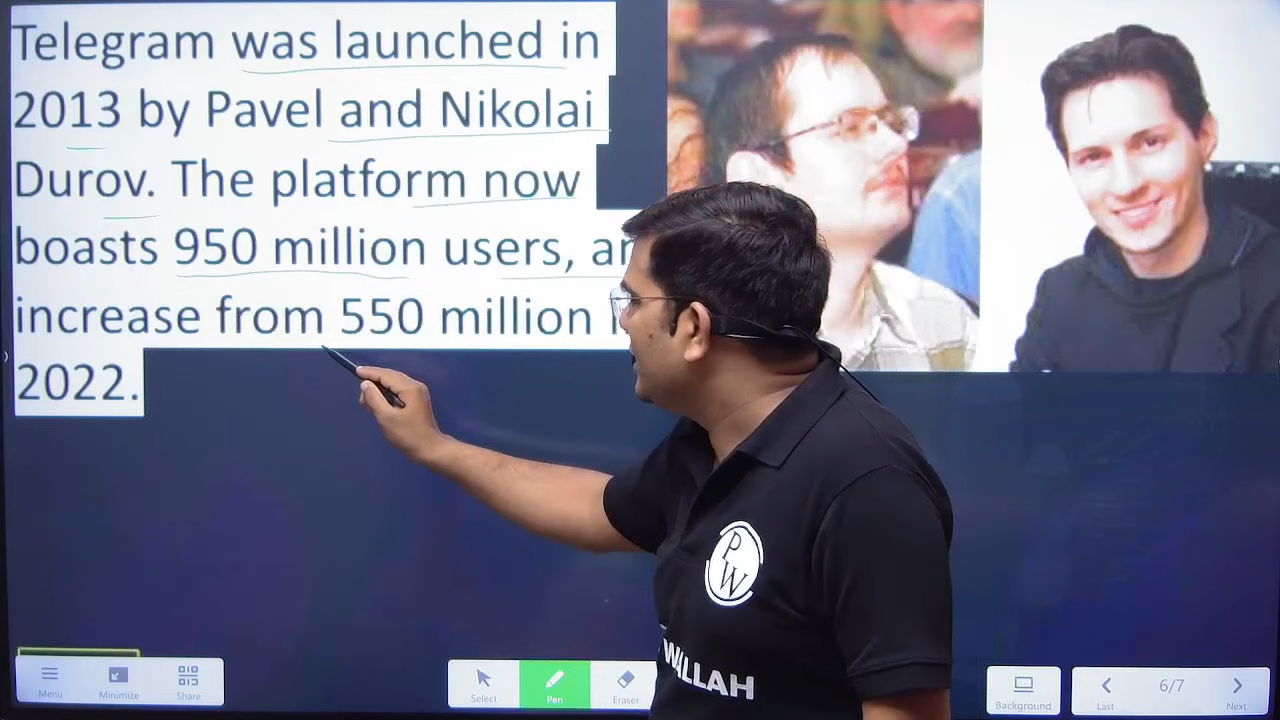 Telegram was launched in
2013 by Pavel and Nikolai
Durov. The platform now
boasts 950 million users,
increase from 550 million
2022.
PW
WALLAH
Menu
Minimize
Share
Select
Pen
Eraser
Background
6/7
Last
Next